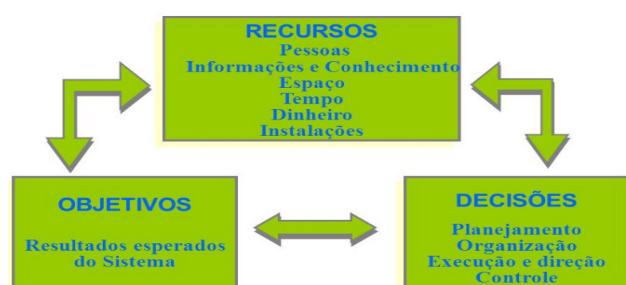 RECURSOS
Pessoas
Informações e Conhecimento
Espaço
Tempo
Dinheiro
Instalações
OBJETIVOS
Resultados esperados
do Sistema
DECISÕES
Planejamento
Organização
Execução e direção
Controle